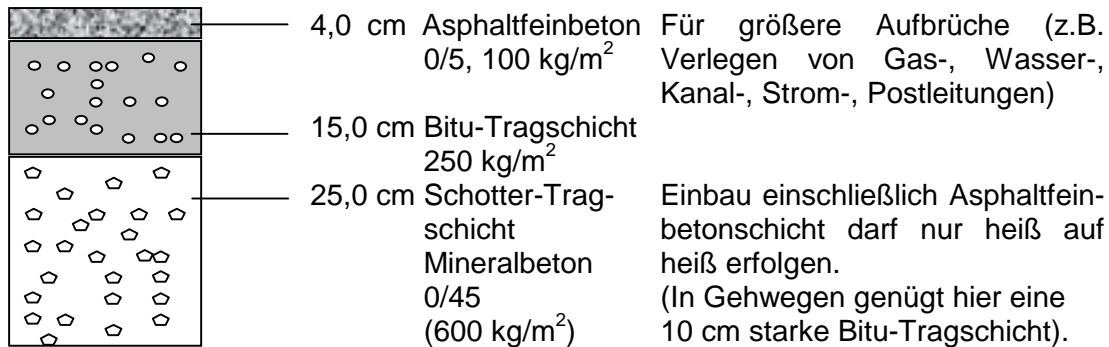 4,0 cm Asphaltfeinbeton
0/5, 100 kg/m²
15,0 cm Bitu-Tragschicht
250 kg/m²
25,0 cm Schotter-Trag-
schicht
Mineralbeton
0/45
(600 kg/m²)
Für größere Aufbrüche (z.B.
Verlegen von Gas-, Wasser-,
Kanal-, Strom-, Postleitungen)
Einbau einschließlich Asphaltfein-
betonschicht darf nur heiß auf
heiß erfolgen.
(In Gehwegen genügt hier eine
10 cm starke Bitu-Tragschicht).